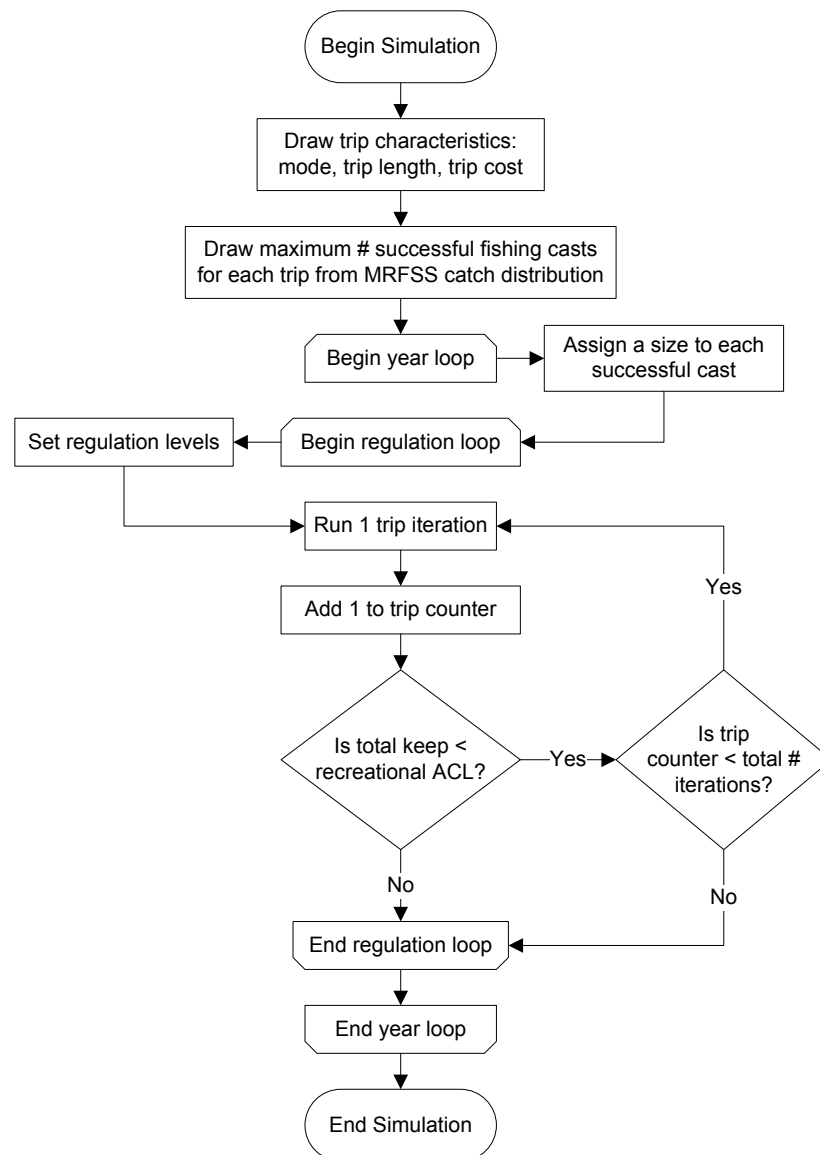 Begin Simulation
Draw trip characteristics:
mode, trip length, trip cost
Draw maximum # successful fishing casts
for each trip from MRFSS catch distribution
Begin year loop
Assign a size to each
successful cast
Set regulation levels
Begin regulation loop
Run 1 trip iteration
Yes
Add 1 to trip counter
Is total keep <
recreational ACL?
Yes
Is trip
counter < total #
iterations?
No
No
End regulation loop
End year loop
End Simulation